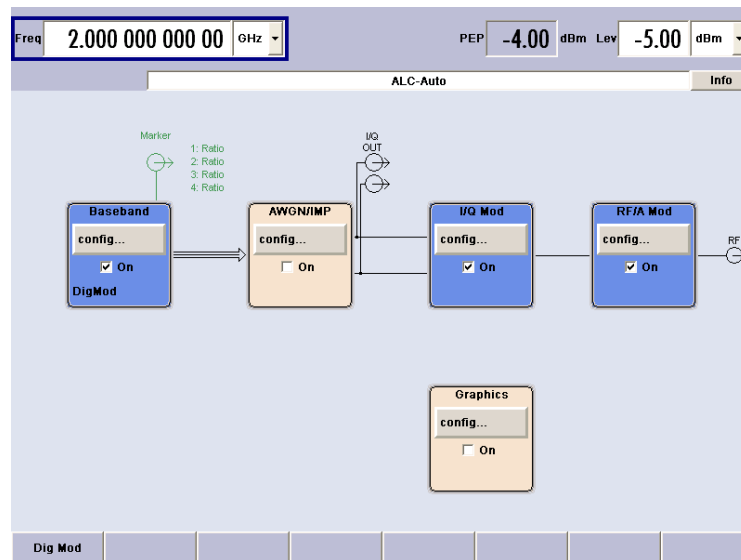 Freq 2.000 000 000 00 GHz PEP -4.00 dBm Lev -5.00 dBm
ALC-Auto Info
Marker
1: Ratio
2: Ratio
3: Ratio
4: Ratio
I/Q
OUT
Baseband AWGN/IMP I/Q Mod RF/A Mod
config... config... config... config...
On On On On
RF
DigMod
Graphics
config...
On
Dig Mod